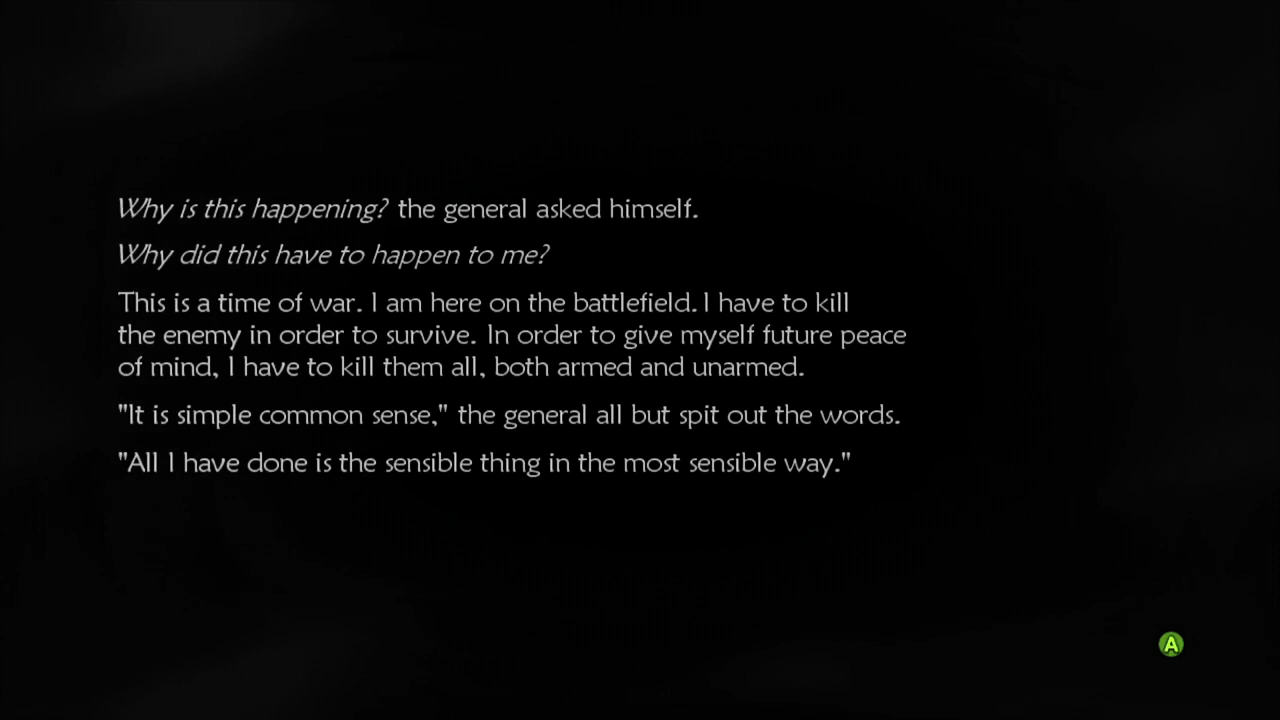 Why is this happening? the general asked himself.
Why did this have to happen to me?
This is a time of war. I am here on the battlefield. I have to kill
the enemy in order to survive. In order to give myself future peace
of mind, I have to kill them all, both armed and unarmed.
"It is simple common sense," the general all but spit out the words.
"All I have done is the sensible thing in the most sensible way."
A